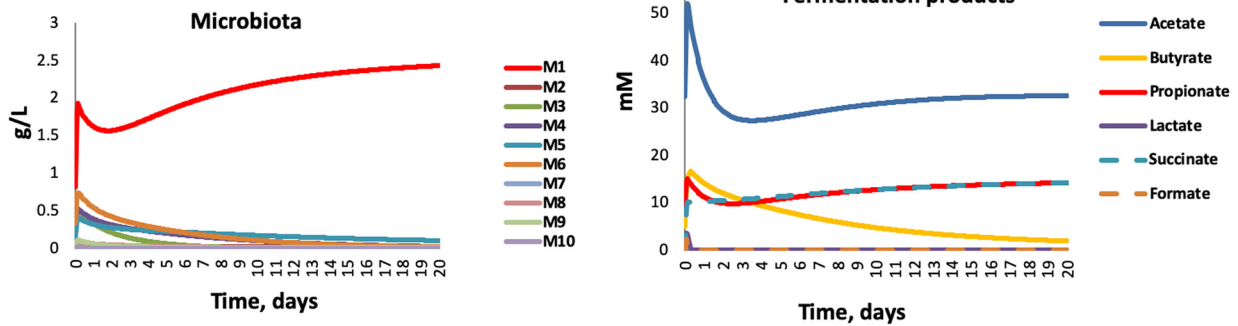 Microbiota
3
2.5
2
1.5
1
0.5
0
g/L
0 1 2 3 4 5 6 7 8 9 10 11 12 13 14 15 16 17 18 19 20
Time, days
M1
M2
M3
M4
M5
M6
M7
M8
M9
M10
Fermentation products
50
40
30
20
10
0
mM
0 1 2 3 4 5 6 7 8 9 10 11 12 13 14 15 16 17 18 19 20
Time, days
Acetate
Butyrate
Propionate
Lactate
Succinate
Formate